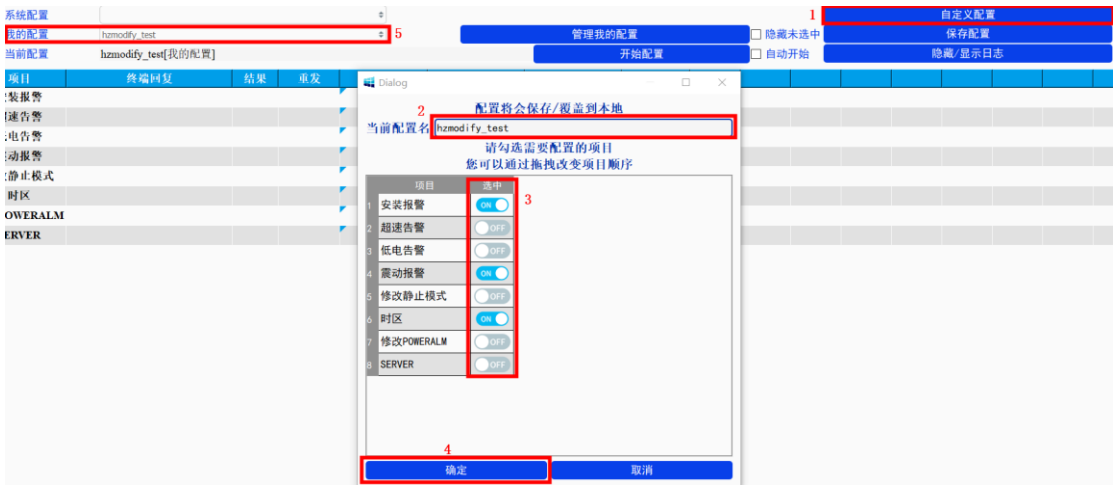 系统配置 1 自定义配置
我的配置 hzmodify_test 5 管理我的配置 隐藏未选中 保存配置
当前配置 hzmodify_test[我的配置] 开始配置 自动开始 隐藏/显示日志
项目 终端回复 结果 重发
装报警
速告警
电告警
动报警
静止模式
时区
OWERALM
ERVER
Dialog
配置将会保存/覆盖到本地
2
当前配置名 hzmodify_test
请勾选需要配置的项目
您可以通过拖拽改变项目顺序
项目 选中
1 安装报警 ON 3
2 超速告警 OFF
3 低电告警 OFF
4 震动报警 ON
5 修改静止模式 OFF
6 时区 ON
7 修改POWERALM OFF
8 SERVER OFF
4
确定 取消